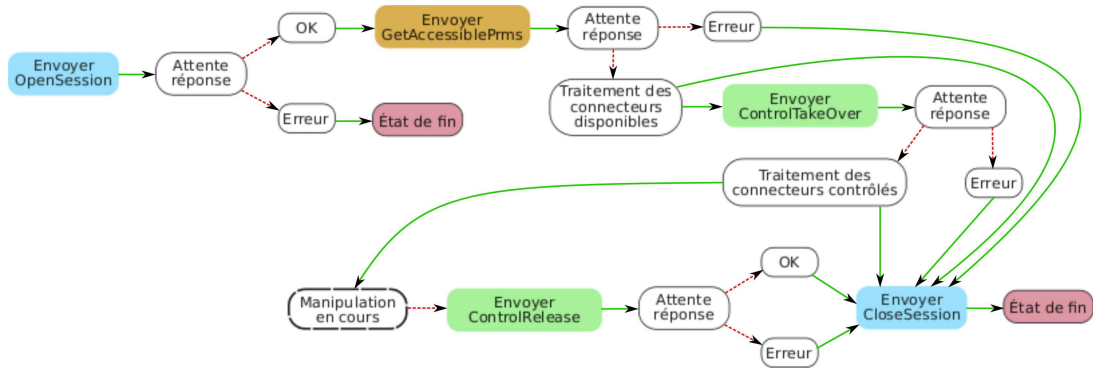 Envoyer
OpenSession
Attente
réponse
OK
Envoyer
GetAccessiblePrms
Attente
réponse
Erreur
Erreur
État de fin
Traitement des
connecteurs
disponibles
Envoyer
ControlTakeOver
Attente
réponse
Traitement des
connecteurs contrôlés
Erreur
Manipulation
en cours
Envoyer
ControlRelease
Attente
réponse
OK
Erreur
Envoyer
CloseSession
État de fin